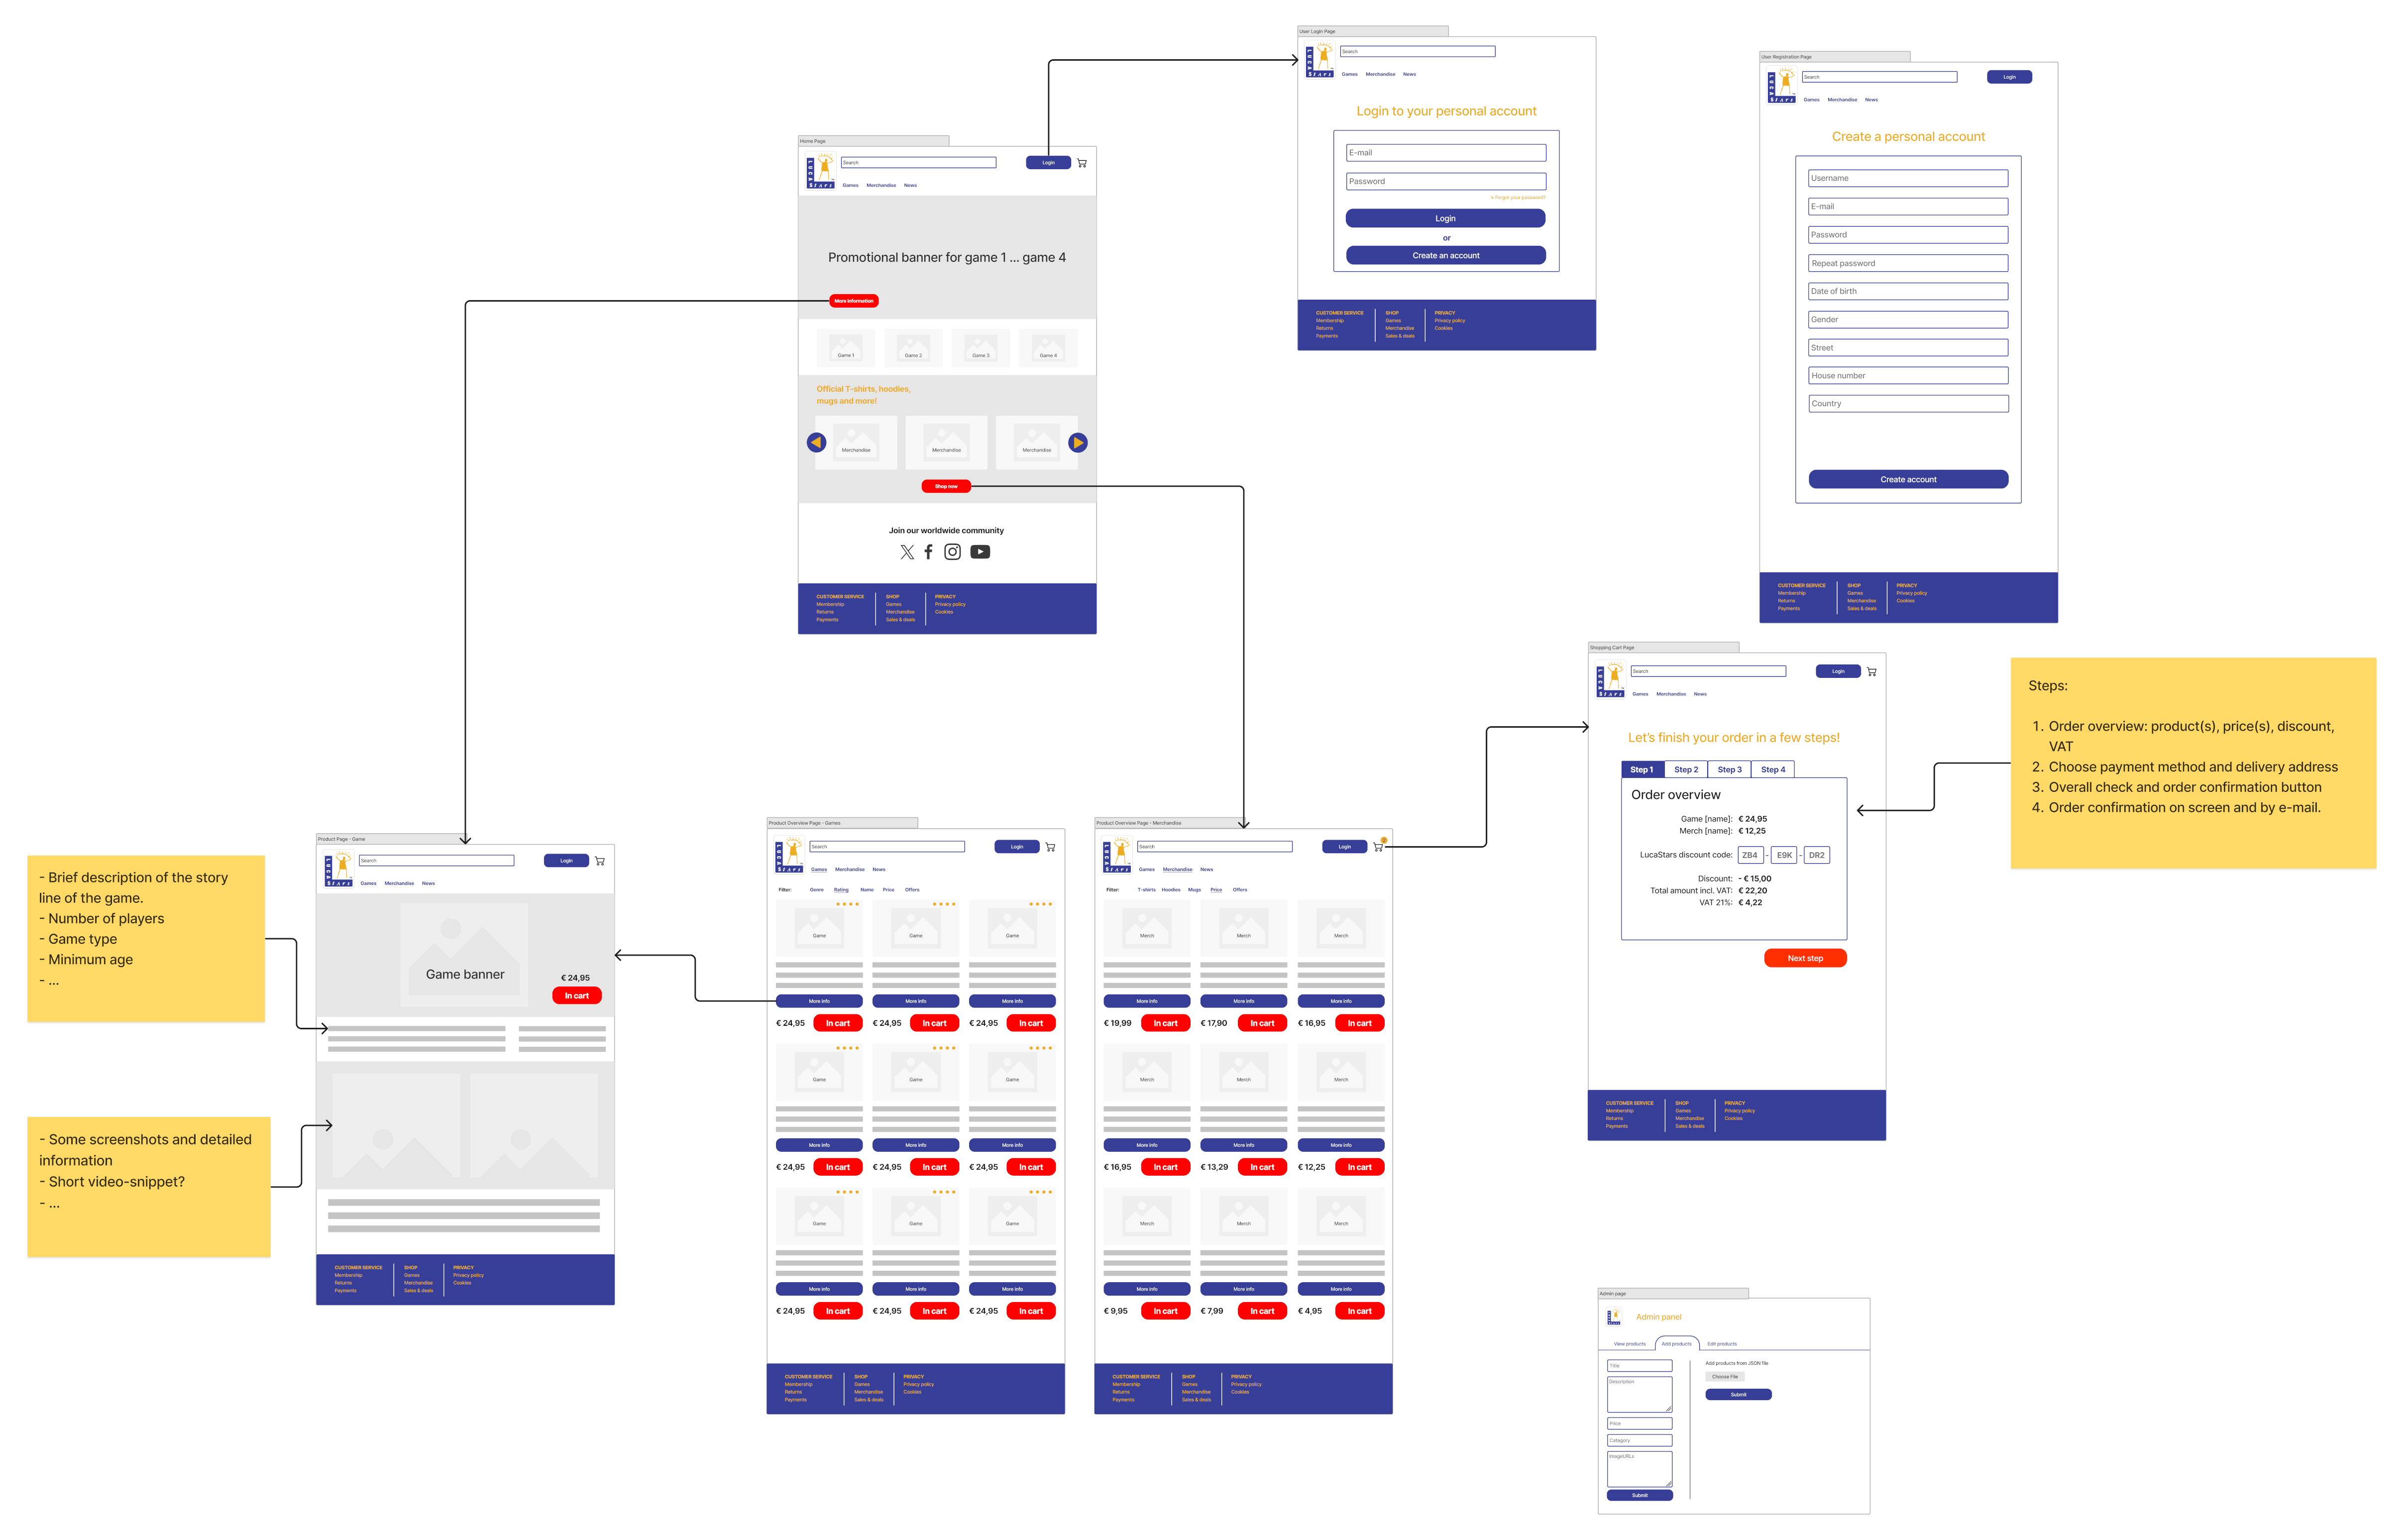 User Login Page
LUCA
Stars
Search
Games Merchandise News
Login to your personal account
E-mail
Password
» Forgot your password?
Login
or
Create an account
CUSTOMER SERVICE SHOP PRIVACY
Membership Games Privacy policy
Returns Merchandise Cookies
Payments Sales & deals
User Registration Page
LUCA
Stars
Search
Login
Games Merchandise News
Create a personal account
Username
E-mail
Password
Repeat password
Date of birth
Gender
Street
House number
Country
Create account
CUSTOMER SERVICE SHOP PRIVACY
Membership Games Privacy policy
Returns Merchandise Cookies
Payments Sales & deals
Home Page
LUCA
Stars
Search
Login
Games Merchandise News
Promotional banner for game 1 ... game 4
More information
Game 1 Game 2 Game 3 Game 4
Official T-shirts, hoodies,
mugs and more!
Merchandise Merchandise Merchandise
Shop now
Join our worldwide community
CUSTOMER SERVICE SHOP PRIVACY
Membership Games Privacy policy
Returns Merchandise Cookies
Payments Sales & deals
Shopping Cart Page
LUCA
Stars
Search
Login
Games Merchandise News
Let's finish your order in a few steps!
Step 1 Step 2 Step 3 Step 4
Order overview
Game [name]: € 24,95
Merch [name]: € 12,25
LucaStars discount code: ZB4 - E9K - DR2
Discount: - € 15,00
Total amount incl. VAT: € 22,20
VAT 21%: € 4,22
Next step
CUSTOMER SERVICE SHOP PRIVACY
Membership Games Privacy policy
Returns Merchandise Cookies
Payments Sales & deals
Steps:
1. Order overview: product(s), price(s), discount,
VAT
2. Choose payment method and delivery address
3. Overall check and order confirmation button
4. Order confirmation on screen and by e-mail.
- Brief description of the story
line of the game.
- Number of players
- Game type
- Minimum age
- ...
- Some screenshots and detailed
information
- Short video-snippet?
- ...
Product Page - Game
LUCA
Stars
Search
Login
Games Merchandise News
Game banner
€ 24,95
In cart
CUSTOMER SERVICE SHOP PRIVACY
Membership Games Privacy policy
Returns Merchandise Cookies
Payments Sales & deals
Product Overview Page - Games
LUCA
Stars
Search
Login
Games Merchandise News
Filter: Genre Rating Name Price Offers
Game Game Game
More info More info More info
€ 24,95 In cart € 24,95 In cart € 24,95 In cart
Game Game Game
More info More info More info
€ 24,95 In cart € 24,95 In cart € 24,95 In cart
Game Game Game
More info More info More info
€ 24,95 In cart € 24,95 In cart € 24,95 In cart
CUSTOMER SERVICE SHOP PRIVACY
Membership Games Privacy policy
Returns Merchandise Cookies
Payments Sales & deals
Product Overview Page - Merchandise
LUCA
Stars
Search
Login
Games Merchandise News
Filter: T-shirts Hoodies Mugs Price Offers
Merch Merch Merch
More info More info More info
€ 19,99 In cart € 17,90 In cart € 16,95 In cart
Merch Merch Merch
More info More info More info
€ 16,95 In cart € 13,29 In cart € 12,25 In cart
Merch Merch Merch
More info More info More info
€ 9,95 In cart € 7,99 In cart € 4,95 In cart
CUSTOMER SERVICE SHOP PRIVACY
Membership Games Privacy policy
Returns Merchandise Cookies
Payments Sales & deals
Admin page
Admin panel
View products Add products Edit products
Title
Description
Price
Catagory
ImageURLs
Submit
Add products from JSON file
Choose File
Submit